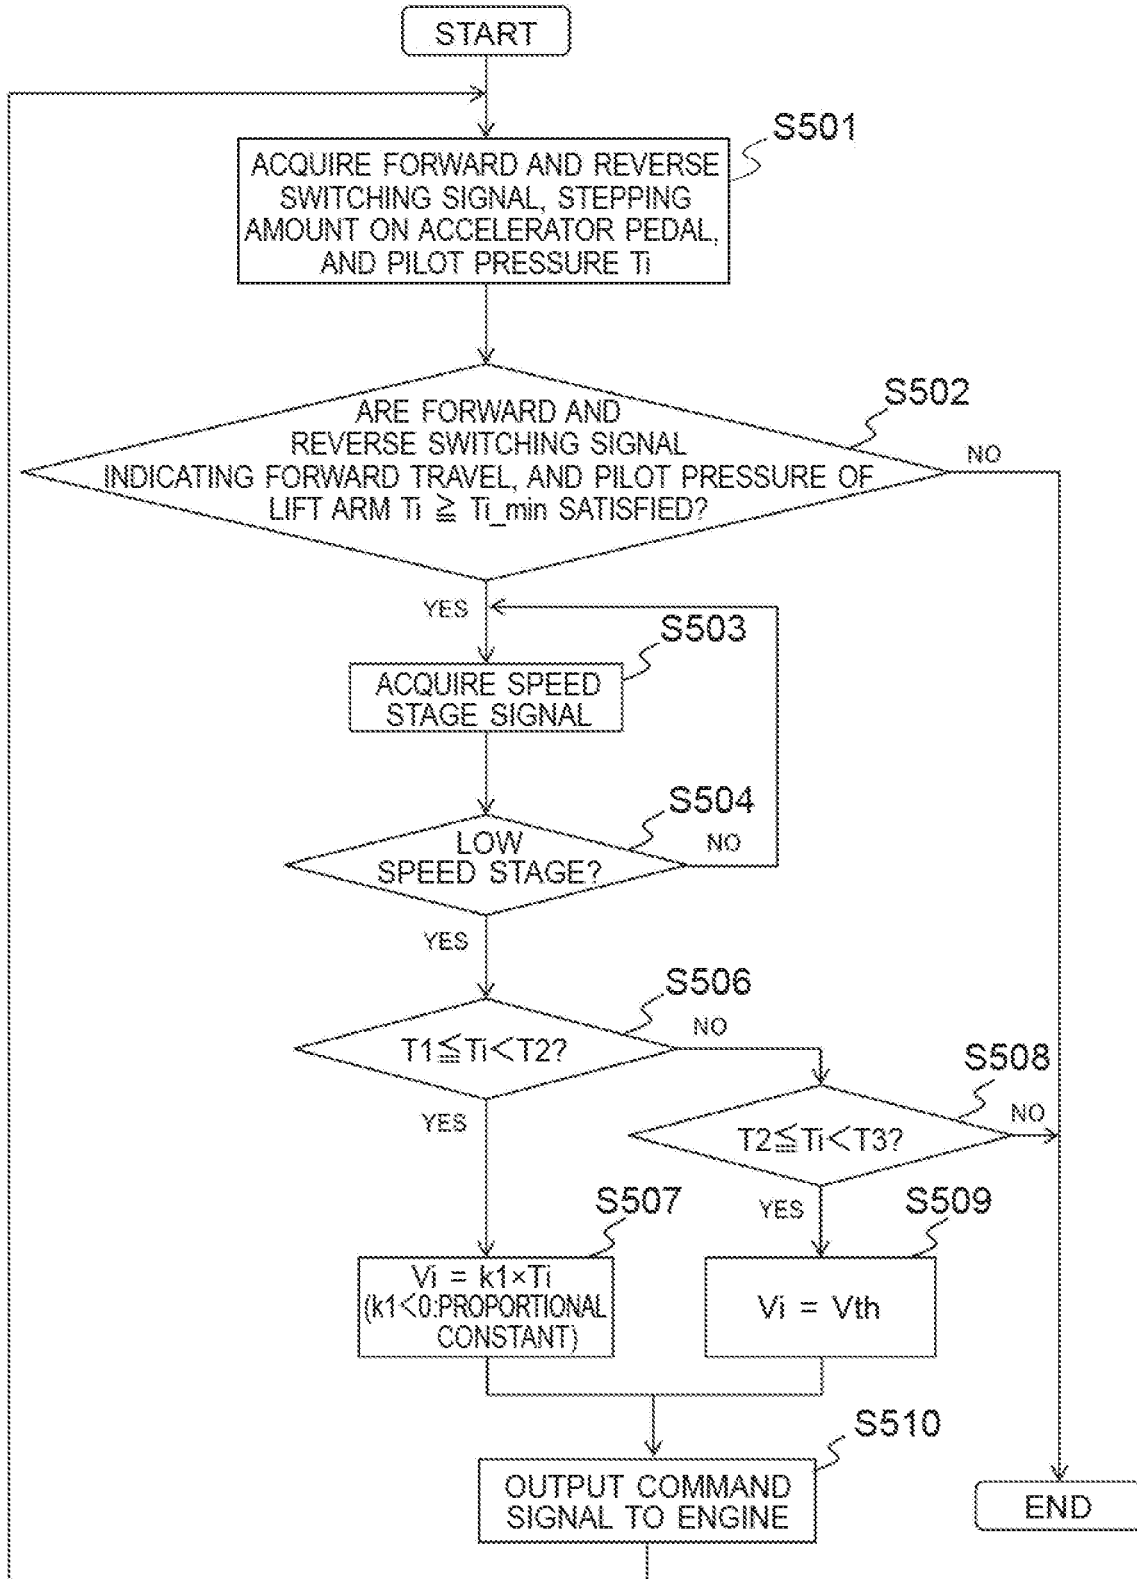 START
S501
ACQUIRE FORWARD AND REVERSE
SWITCHING SIGNAL, STEPPING
AMOUNT ON ACCELERATOR PEDAL,
AND PILOT PRESSURE Ti
S502
ARE FORWARD AND
REVERSE SWITCHING SIGNAL
INDICATING FORWARD TRAVEL, AND PILOT PRESSURE OF
LIFT ARM Ti ≧ Ti_min SATISFIED?
NO
YES
S503
ACQUIRE SPEED
STAGE SIGNAL
S504
LOW
SPEED STAGE?
NO
YES
S506
T1≦Ti<T2?
NO
YES
S508
T2≦Ti<T3?
NO
YES
S507
Vi = k1×Ti
(k1<0:PROPORTIONAL
CONSTANT)
S509
Vi = Vth
S510
OUTPUT COMMAND
SIGNAL TO ENGINE
END